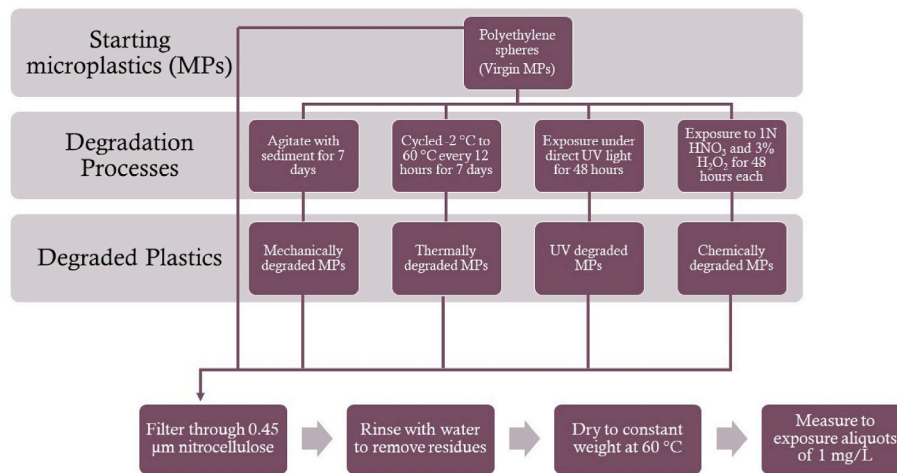 Starting
microplastics (MPs)
Polyethylene
spheres
(Virgin MPs)
Degradation
Processes
Agitate with
sediment for 7
days
Cycled -2 °C to
60 °C every 12
hours for 7 days
Exposure under
direct UV light
for 48 hours
Exposure to 1N
HNO₃ and 3%
H₂O₂ for 48
hours each
Degraded Plastics
Mechanically
degraded MPs
Thermally
degraded MPs
UV degraded
MPs
Chemically
degraded MPs
Filter through 0.45
µm nitrocellulose
Rinse with water
to remove residues
Dry to constant
weight at 60 °C
Measure to
exposure aliquots
of 1 mg/L